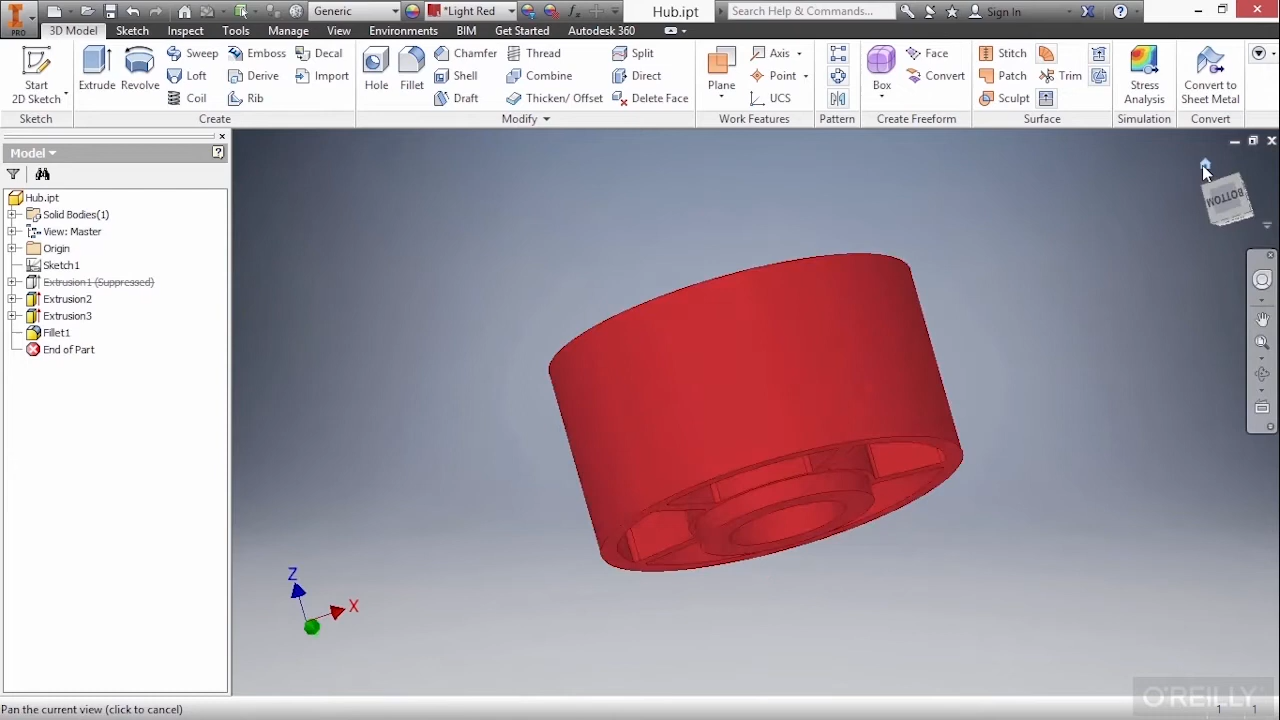 PRO
Generic
*Light Red
Hub.ipt
Search Help & Commands...
Sign In
3D Model Sketch Inspect Tools Manage View Environments BIM Get Started Autodesk 360
Start
2D Sketch
Extrude Revolve
Sweep Emboss Decal
Loft Derive Import
Coil Rib
Hole Fillet
Chamfer Thread Split
Shell Combine Direct
Draft Thicken/ Offset Delete Face
Plane
Axis
Point
UCS
Box
Face
Convert
Stitch
Patch Trim
Sculpt
Stress
Analysis
Convert to
Sheet Metal
Sketch Create Modify Work Features Pattern Create Freeform Surface Simulation Convert
Model
Hub.ipt
Solid Bodies(1)
View: Master
Origin
Sketch1
Extrusion1 (Suppressed)
Extrusion2
Extrusion3
Fillet1
End of Part
BOTTOM
Z
X
O'REILLY
Pan the current view (click to cancel)
1 1